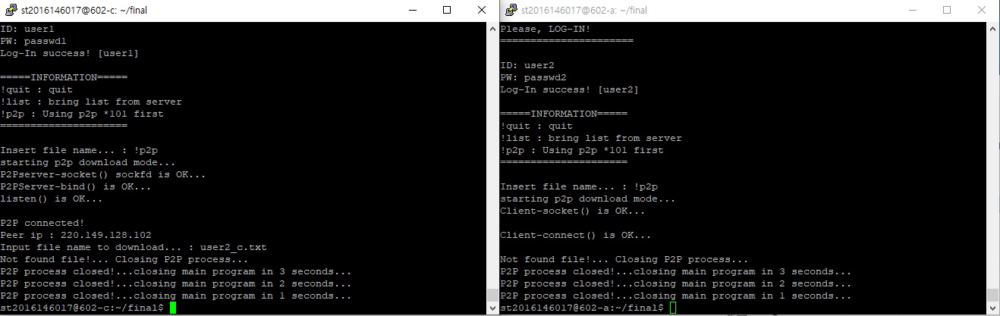 st2016146017@602-c: ~/final
ID: user1
PW: passwd1
Log-In success! [user1]
=====INFORMATION=====
!quit : quit
!list : bring list from server
!p2p : Using p2p *101 first
=====================
Insert file name... : !p2p
starting p2p download mode...
P2Pserver-socket() sockfd is OK...
P2PServer-bind() is OK...
listen() is OK...
P2P connected!
Peer ip : 220.149.128.102
Input file name to download... : user2_c.txt
Not found file!... Closing P2P process...
P2P process closed!...closing main program in 3 seconds...
P2P process closed!...closing main program in 2 seconds...
P2P process closed!...closing main program in 1 seconds...
st2016146017@602-c:~/final$
st2016146017@602-a: ~/final
Please, LOG-IN!
======================
ID: user2
PW: passwd2
Log-In success! [user2]
=====INFORMATION=====
!quit : quit
!list : bring list from server
!p2p : Using p2p *101 first
=====================
Insert file name... : !p2p
starting p2p download mode...
Client-socket() is OK...
Client-connect() is OK...
Not found file!... Closing P2P process...
P2P process closed!...closing main program in 3 seconds...
P2P process closed!...closing main program in 2 seconds...
P2P process closed!...closing main program in 1 seconds...
st2016146017@602-a:~/final$